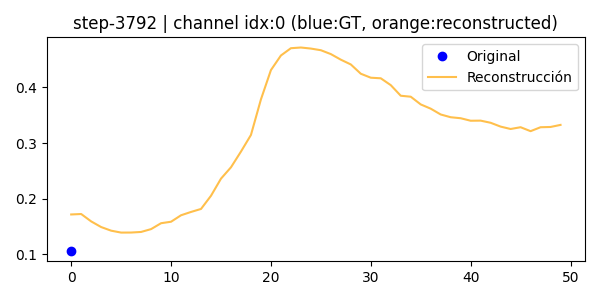 step-3792 | channel idx:0 (blue:GT, orange:reconstructed)
Original
Reconstrucción
0.4
0.3
0.2
0.1
0 10 20 30 40 50